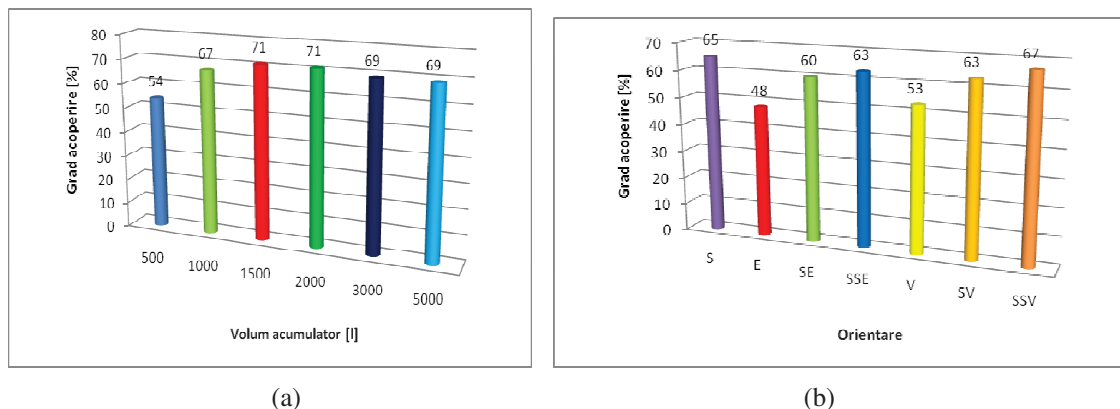 80
70
60
50
40
30
20
10
0
Grad acoperire [%]
54
67
71
71
69
69
500
1000
1500
2000
3000
5000
Volum acumulator [l]
(a)
70
60
50
40
30
20
10
0
Grad acoperire [%]
65
48
60
63
53
63
67
S
E
SE
SSE
V
SV
SSV
Orientare
(b)